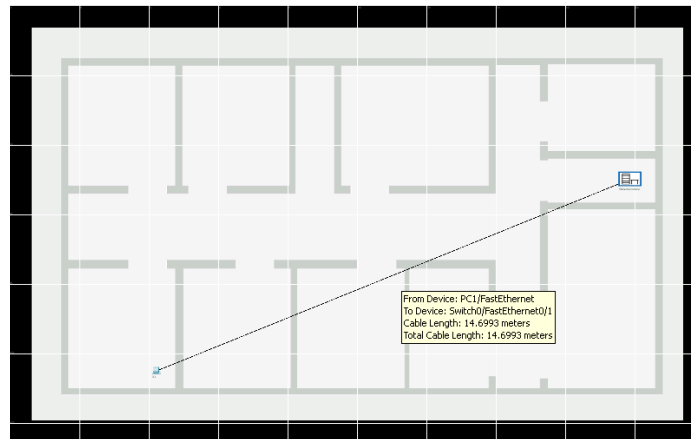 From Device: PC1/FastEthernet
To Device: Switch0/FastEthernet0/1
Cable Length: 14.6993 meters
Total Cable Length: 14.6993 meters